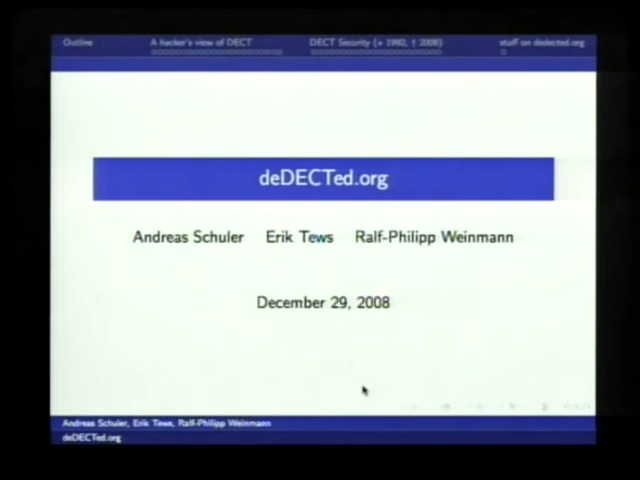 Outline
A hacker's view of DECT
DECT Security (* 1992, † 2008)
stuff on dedected.org
deDECTed.org
Andreas Schuler Erik Tews Ralf-Philipp Weinmann
December 29, 2008
Andreas Schuler, Erik Tews, Ralf-Philipp Weinmann
deDECTed.org